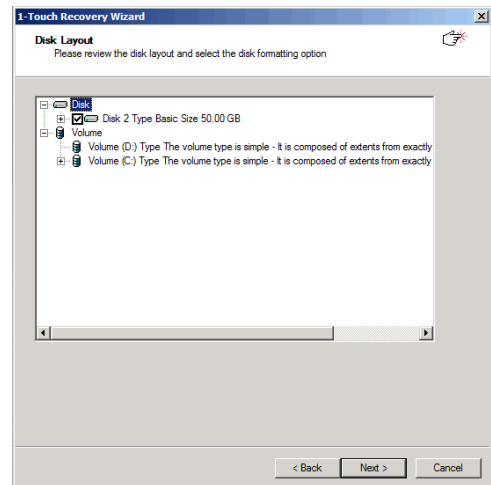 1-Touch Recovery Wizard
Disk Layout
Please review the disk layout and select the disk formatting option
Disk
Disk 2 Type Basic Size 50.00 GB
Volume
Volume (D:) Type The volume type is simple - It is composed of extents from exactly
Volume (C:) Type The volume type is simple - It is composed of extents from exactly
< Back
Next >
Cancel